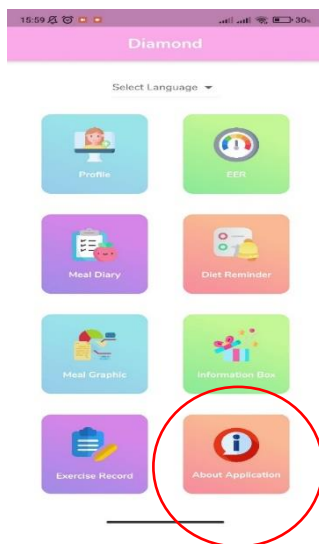 15:59 30%
Diamond
Select Language
Profile EER
Meal Diary Diet Reminder
Meal Graphic Information Box
Exercise Record About Application